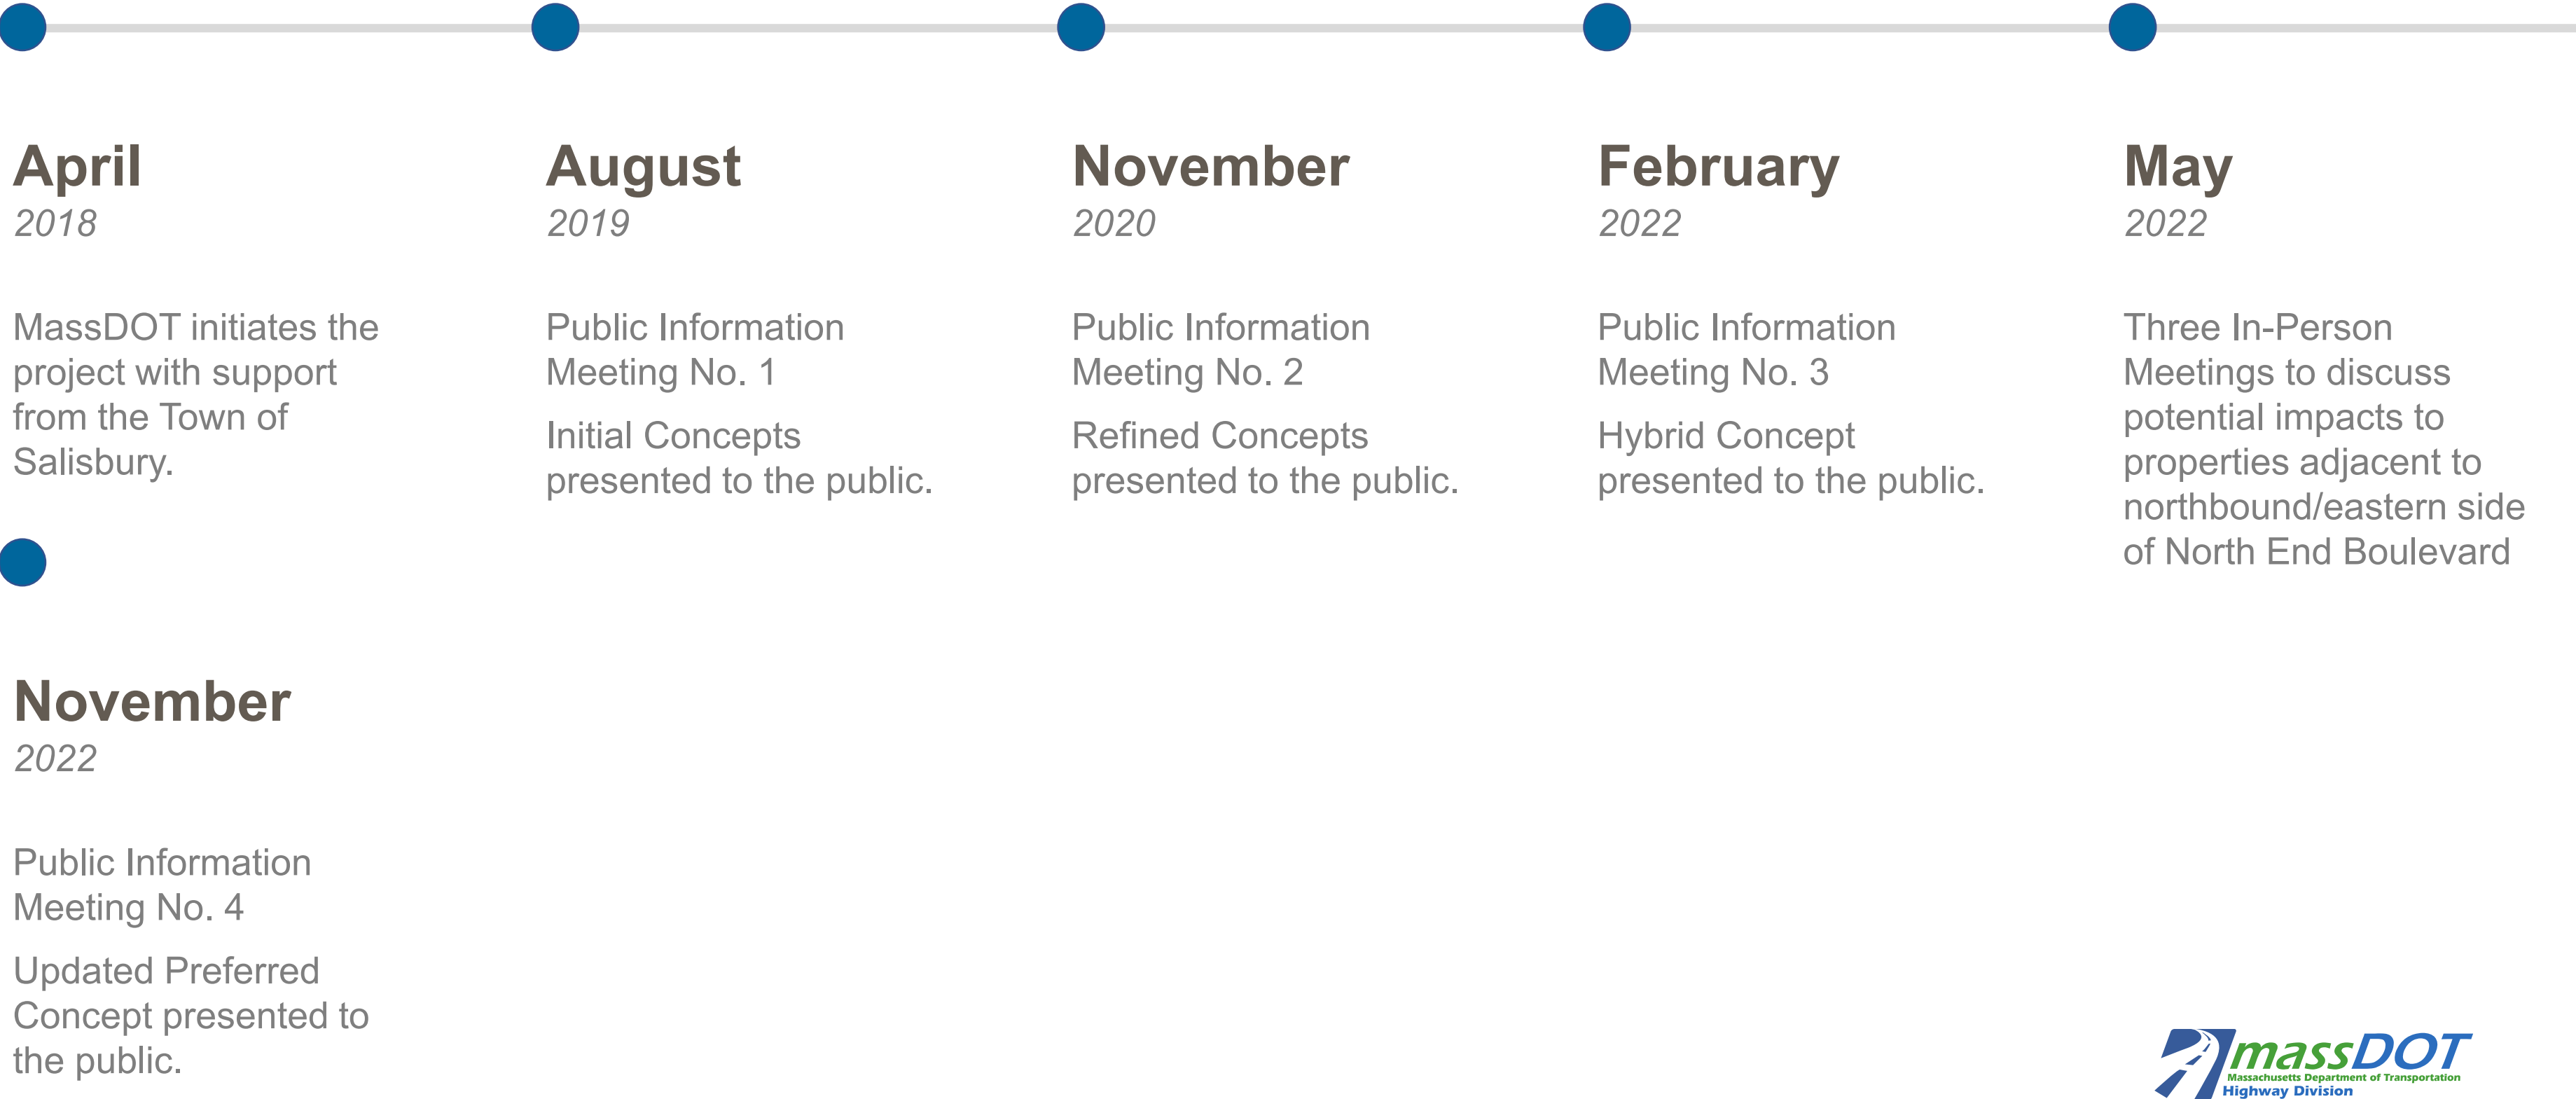 April
2018
MassDOT initiates the
project with support
from the Town of
Salisbury.
August
2019
Public Information
Meeting No. 1
Initial Concepts
presented to the public.
November
2020
Public Information
Meeting No. 2
Refined Concepts
presented to the public.
February
2022
Public Information
Meeting No. 3
Hybrid Concept
presented to the public.
May
2022
Three In-Person
Meetings to discuss
potential impacts to
properties adjacent to
northbound/eastern side
of North End Boulevard
November
2022
Public Information
Meeting No. 4
Updated Preferred
Concept presented to
the public.
massDOT
Massachusetts Department of Transportation
Highway Division